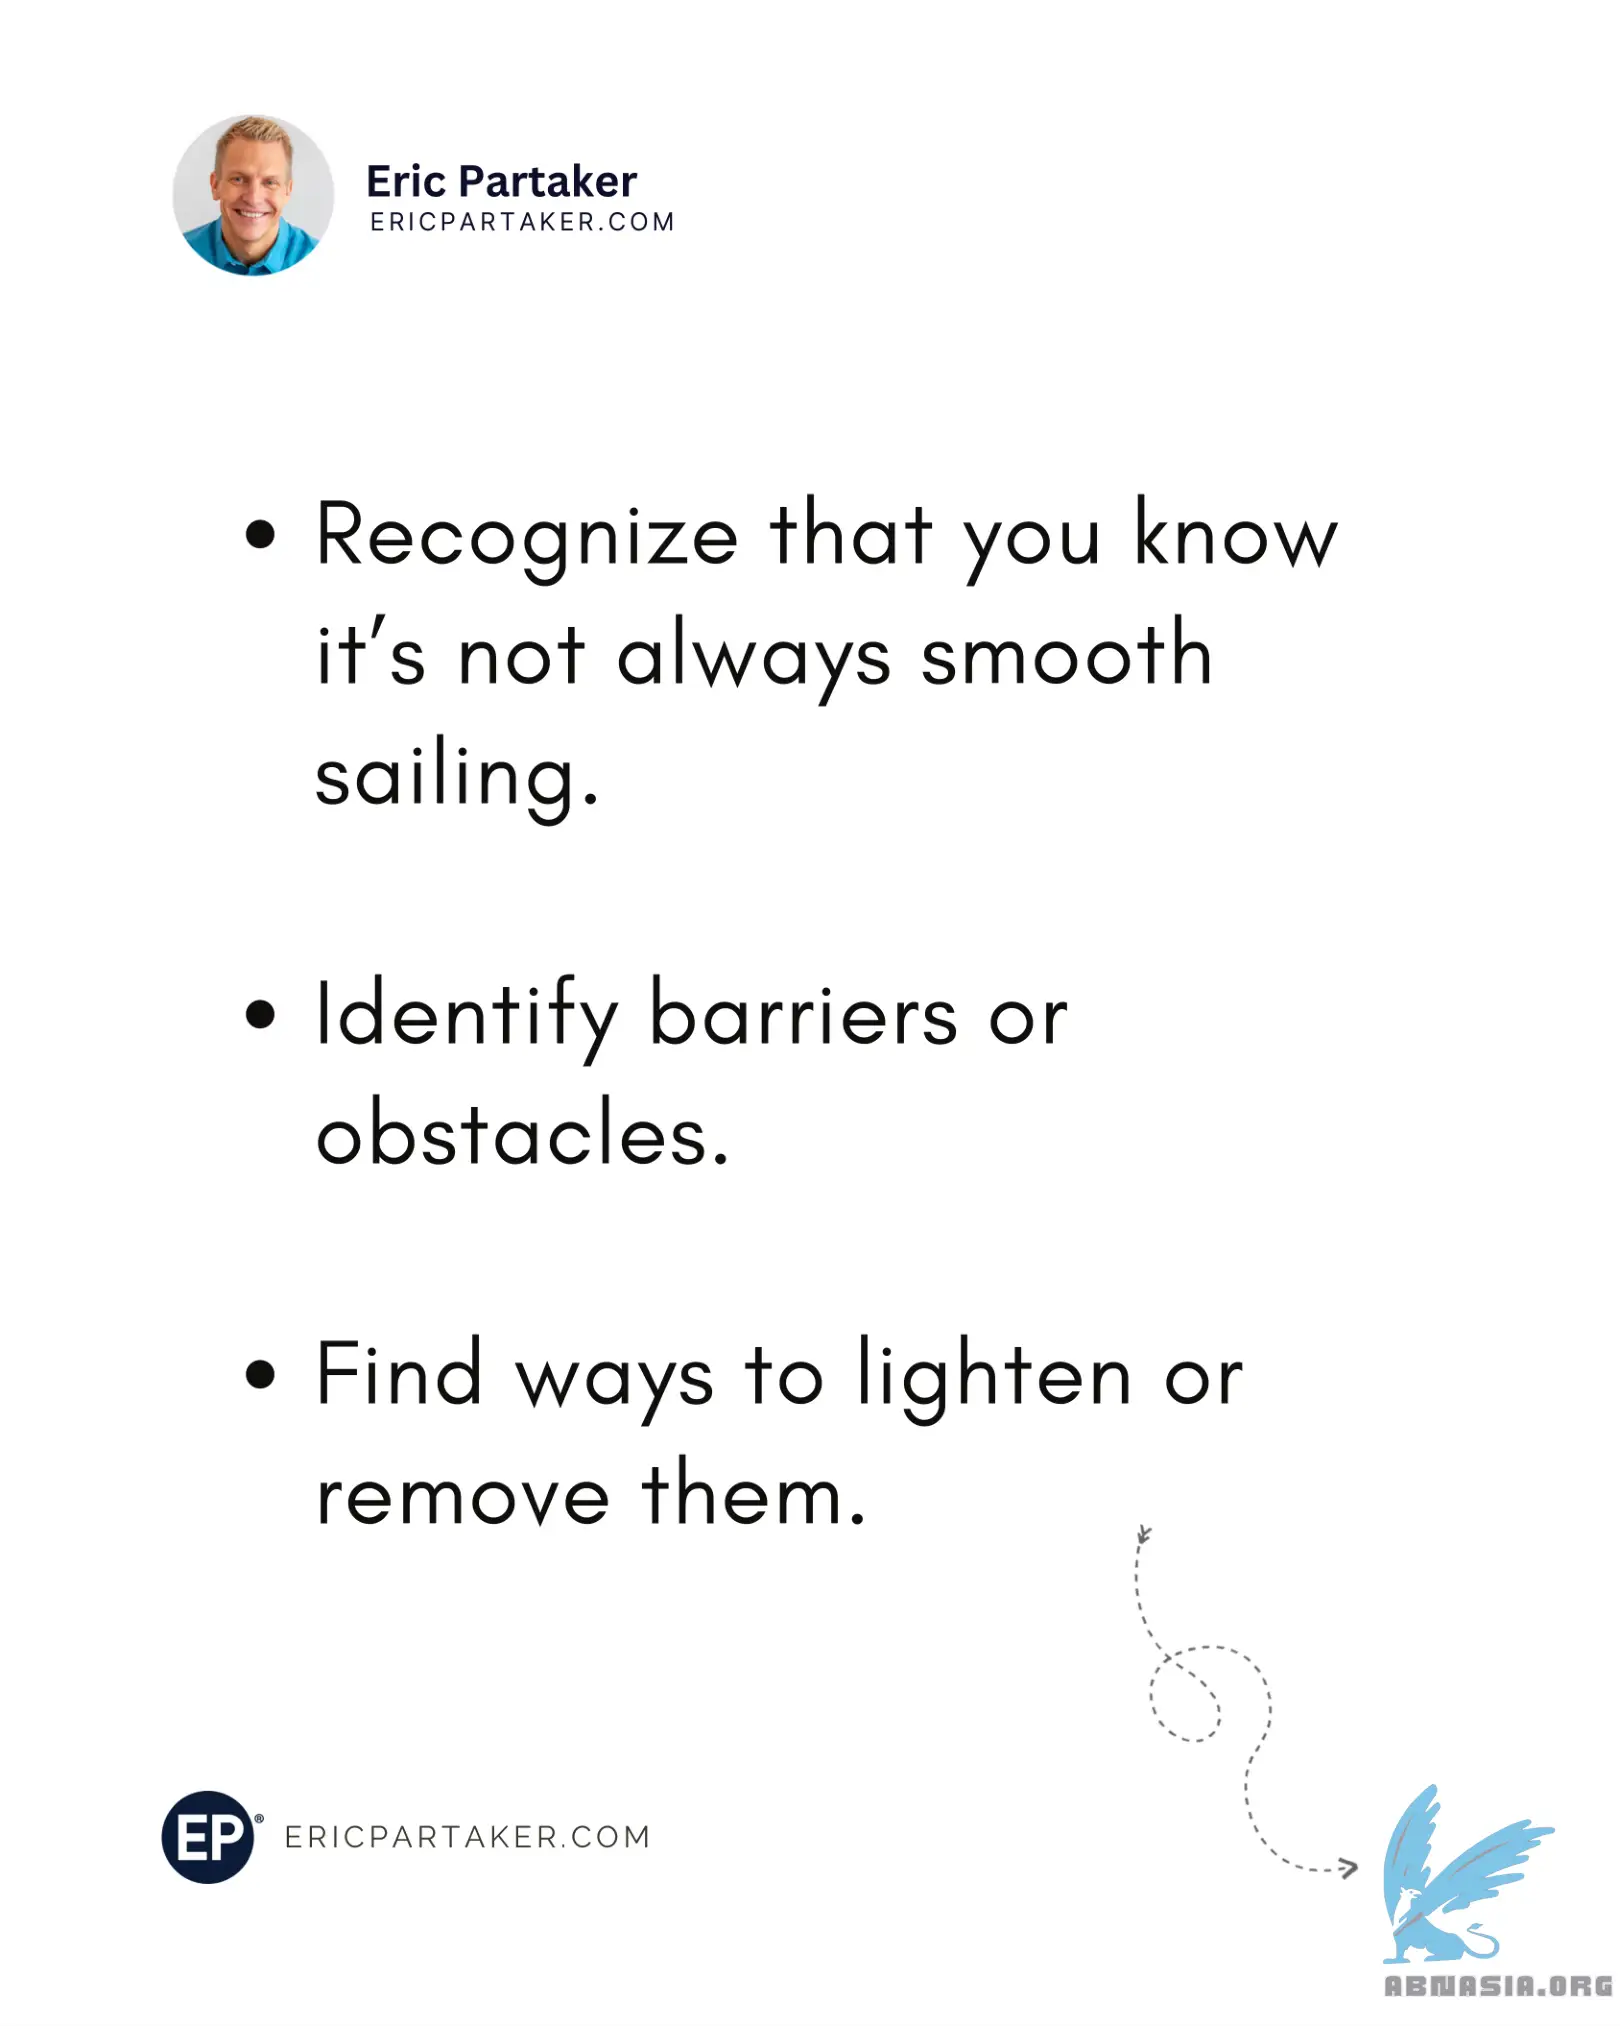 Eric Partaker
ERICPARTAKER.COM
• Recognize that you know
it’s not always smooth
sailing.
• Identify barriers or
obstacles.
• Find ways to lighten or
remove them.
EP® ERICPARTAKER.COM
ABNASIA.ORG